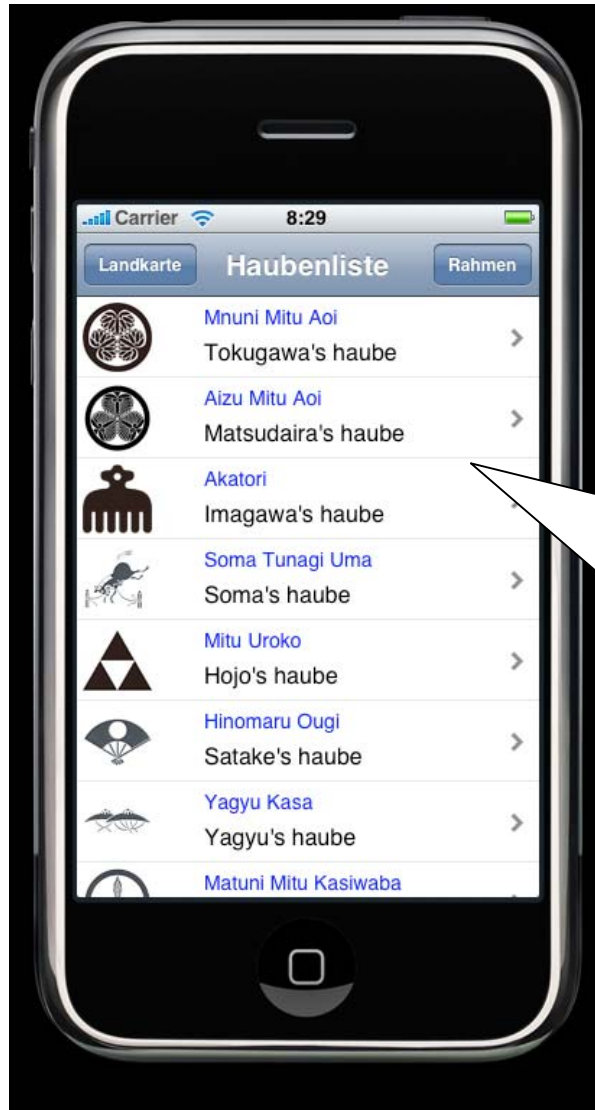 Carrier 8:29
Landkarte Haubenliste Rahmen
Mnuni Mitu Aoi
Tokugawa's haube
Aizu Mitu Aoi
Matsudaira's haube
Akatori
Imagawa's haube
Soma Tunagi Uma
Soma's haube
Mitu Uroko
Hojo's haube
Hinomaru Ougi
Satake's haube
Yagyu Kasa
Yagyu's haube
Matuni Mitu Kasiwaba